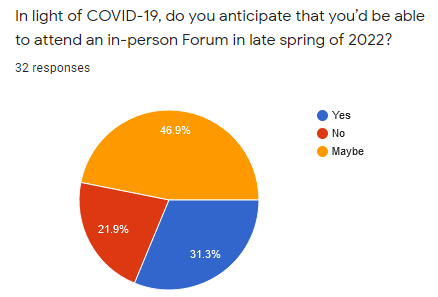 In light of COVID-19, do you anticipate that you'd be able
to attend an in-person Forum in late spring of 2022?
32 responses
Yes
No
Maybe
46.9%
21.9%
31.3%